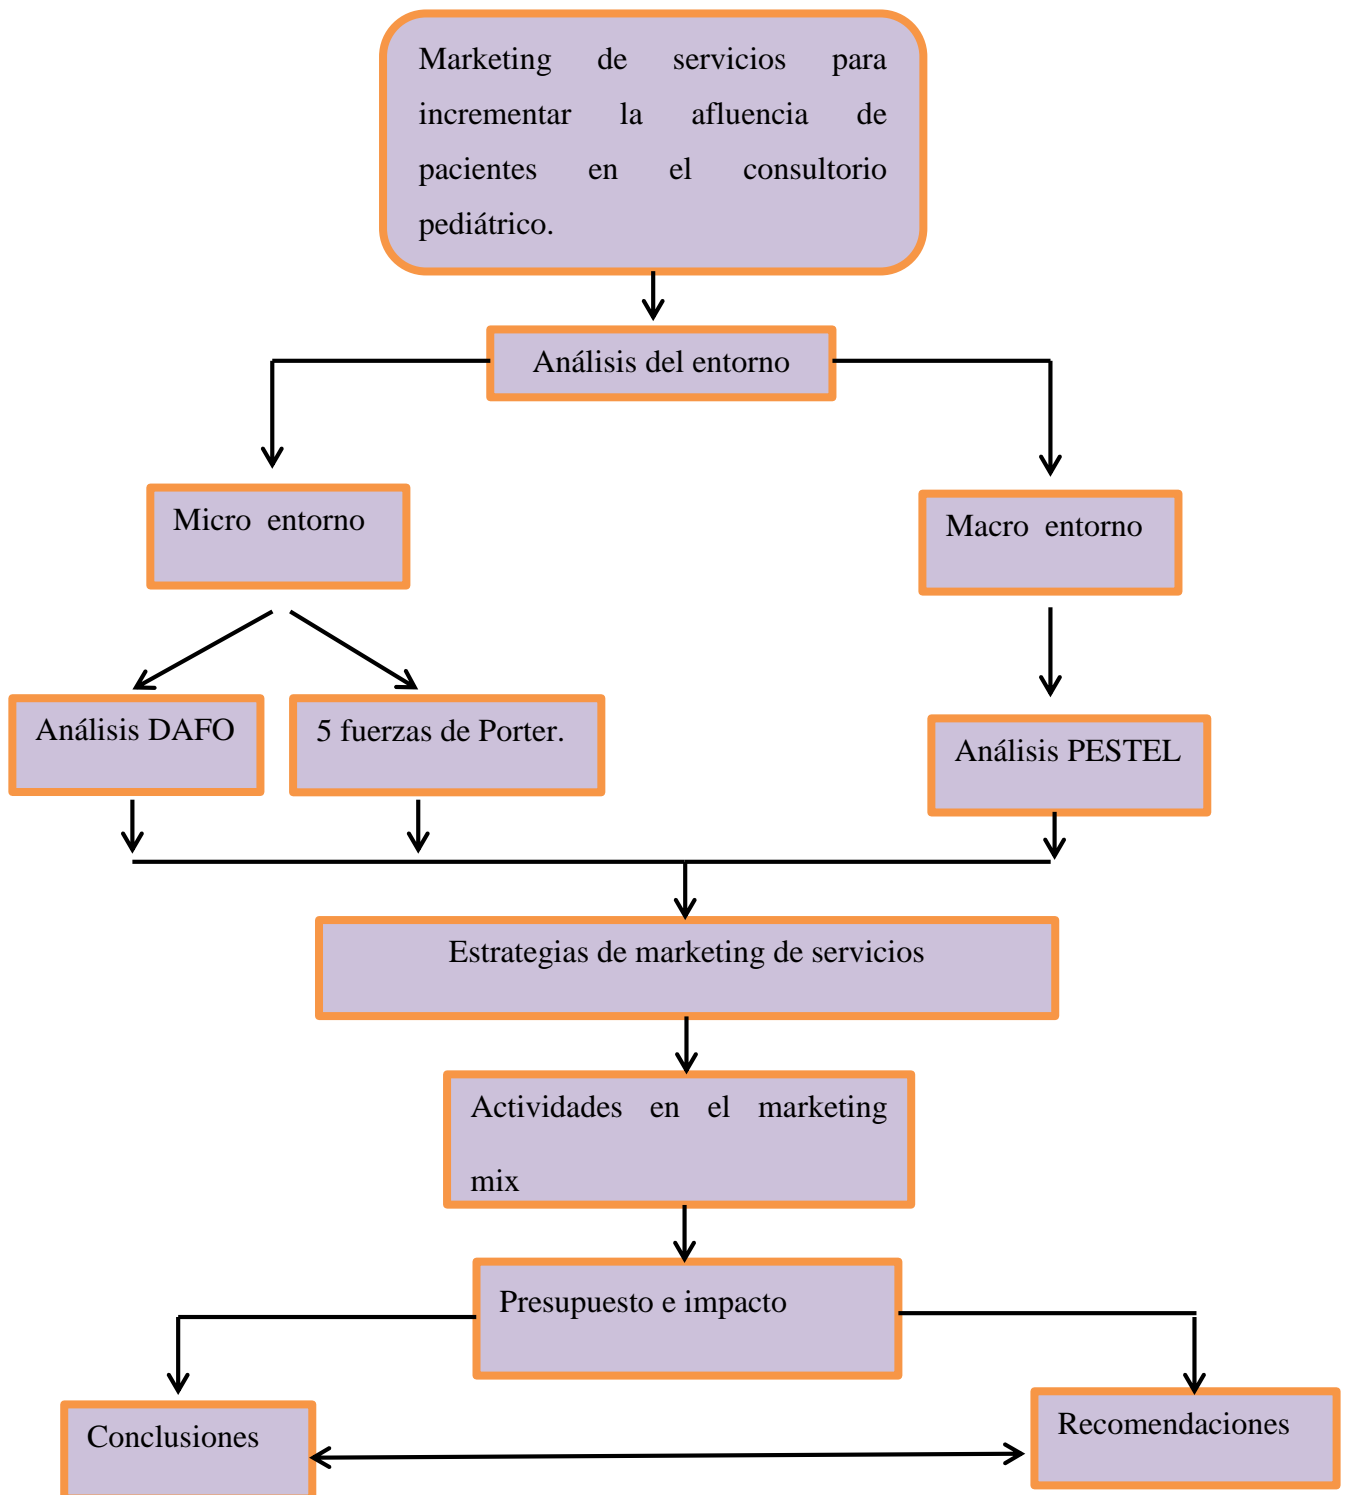 Marketing de servicios para
incrementar la afluencia de
pacientes en el consultorio
pediátrico.
Análisis del entorno
Micro entorno
Macro entorno
Análisis DAFO
5 fuerzas de Porter.
Análisis PESTEL
Estrategias de marketing de servicios
Actividades en el marketing
mix
Presupuesto e impacto
Conclusiones
Recomendaciones